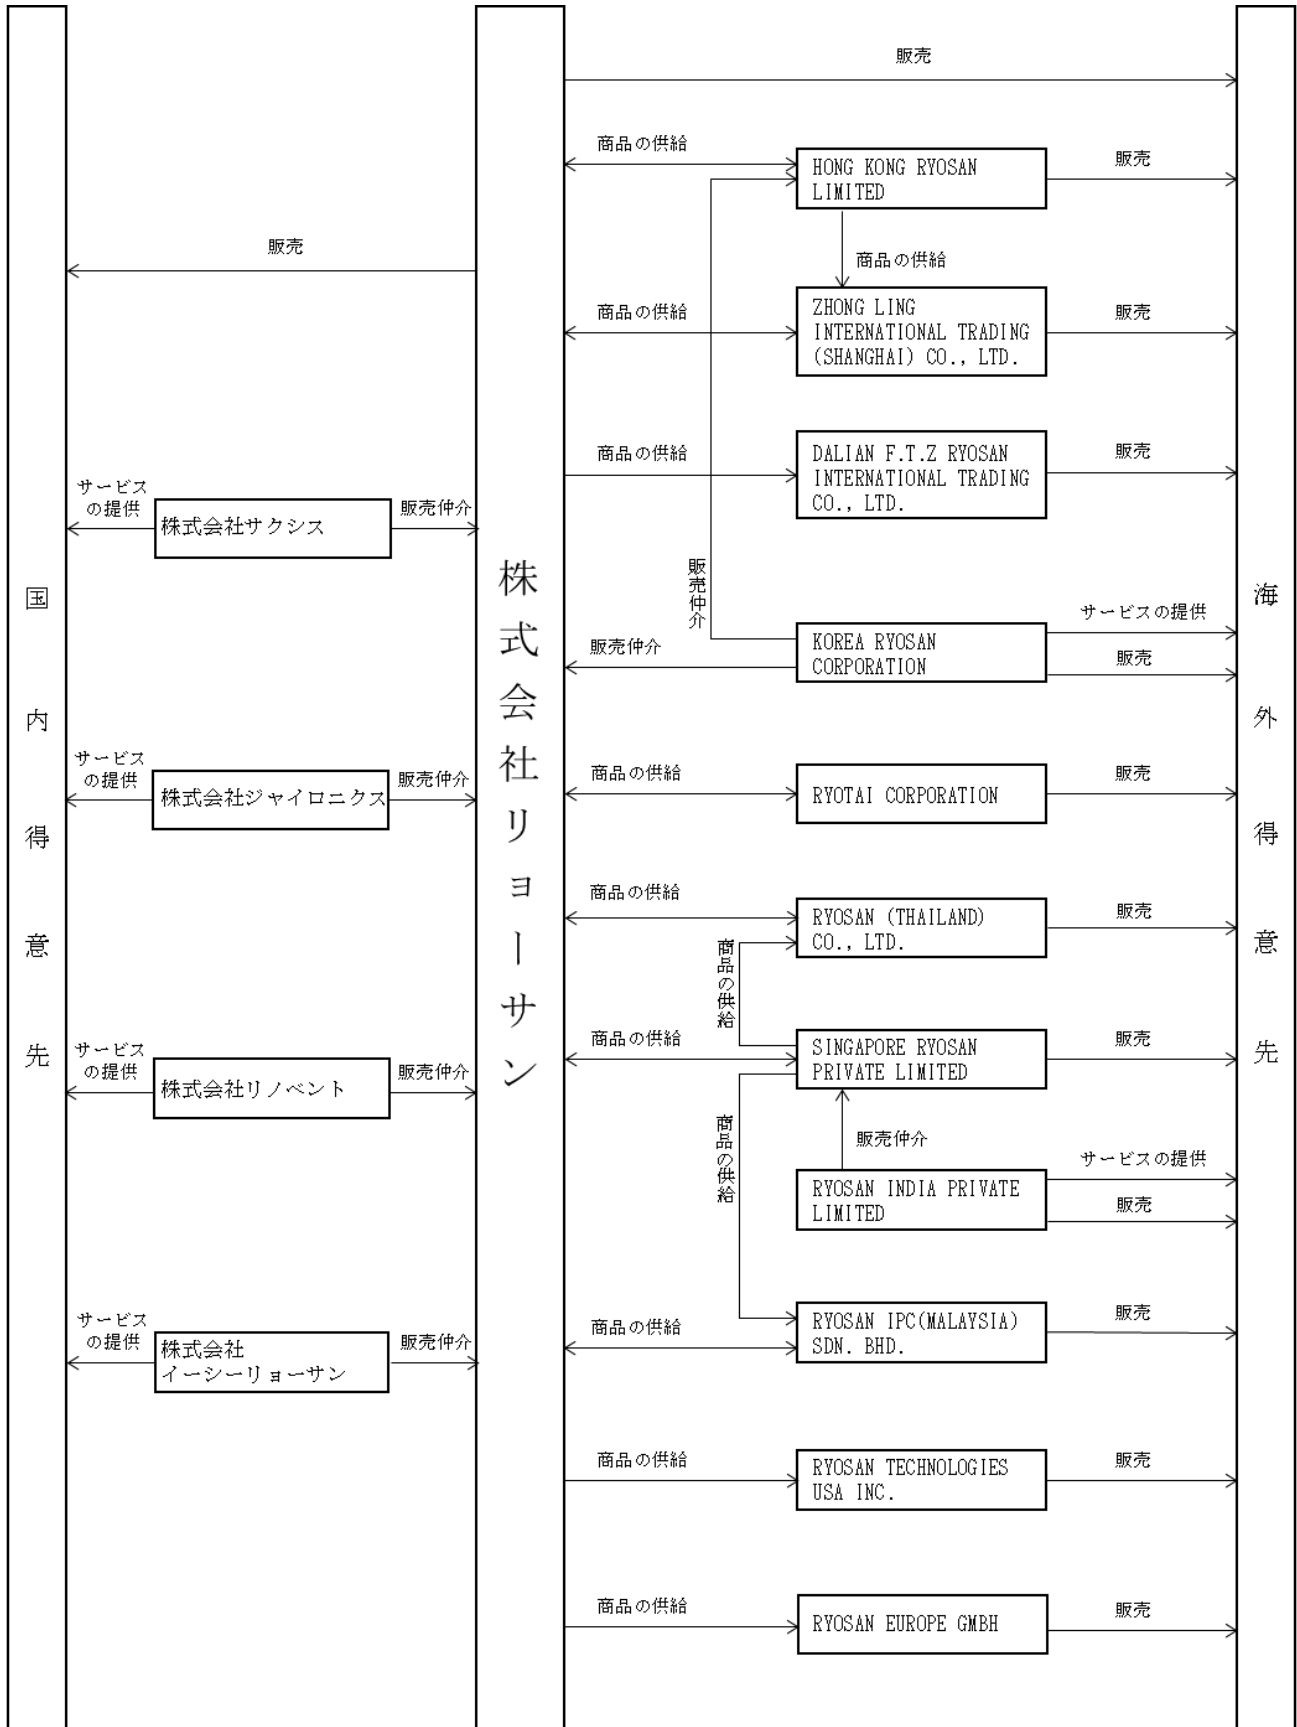 販売
商品の供給
HONG KONG RYOSAN
LIMITED
販売
販売
商品の供給
商品の供給
ZHONG LING
INTERNATIONAL TRADING
(SHANGHAI) CO., LTD.
販売
商品の供給
DALIAN F.T.Z RYOSAN
INTERNATIONAL TRADING
CO., LTD.
販売
サービス
の提供
株式会社サクシス
販売仲介
国内得意先
株式会社リョーサン
海外得意先
販売仲介
販売仲介
KOREA RYOSAN
CORPORATION
サービスの提供
販売
サービス
の提供
株式会社ジャイロニクス
販売仲介
商品の供給
RYOTAI CORPORATION
販売
商品の供給
RYOSAN (THAILAND)
CO., LTD.
販売
商品の供給
サービス
の提供
株式会社リノベント
販売仲介
商品の供給
SINGAPORE RYOSAN
PRIVATE LIMITED
販売
商品の供給
販売仲介
RYOSAN INDIA PRIVATE
LIMITED
サービスの提供
販売
サービス
の提供
株式会社
イーシーリョーサン
販売仲介
商品の供給
RYOSAN IPC(MALAYSIA)
SDN. BHD.
販売
商品の供給
RYOSAN TECHNOLOGIES
USA INC.
販売
商品の供給
RYOSAN EUROPE GMBH
販売